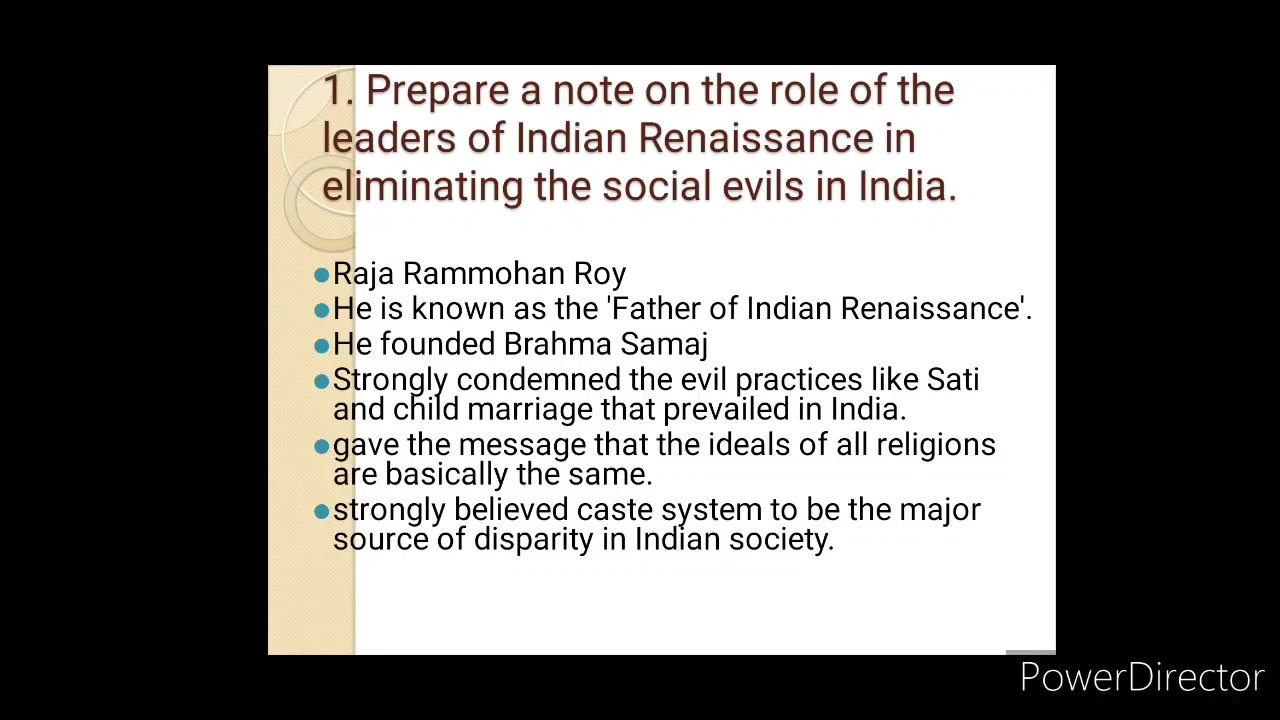 1. Prepare a note on the role of the
leaders of Indian Renaissance in
eliminating the social evils in India.
Raja Rammohan Roy
He is known as the 'Father of Indian Renaissance'.
He founded Brahma Samaj
Strongly condemned the evil practices like Sati
and child marriage that prevailed in India.
gave the message that the ideals of all religions
are basically the same.
strongly believed caste system to be the major
source of disparity in Indian society.
PowerDirector